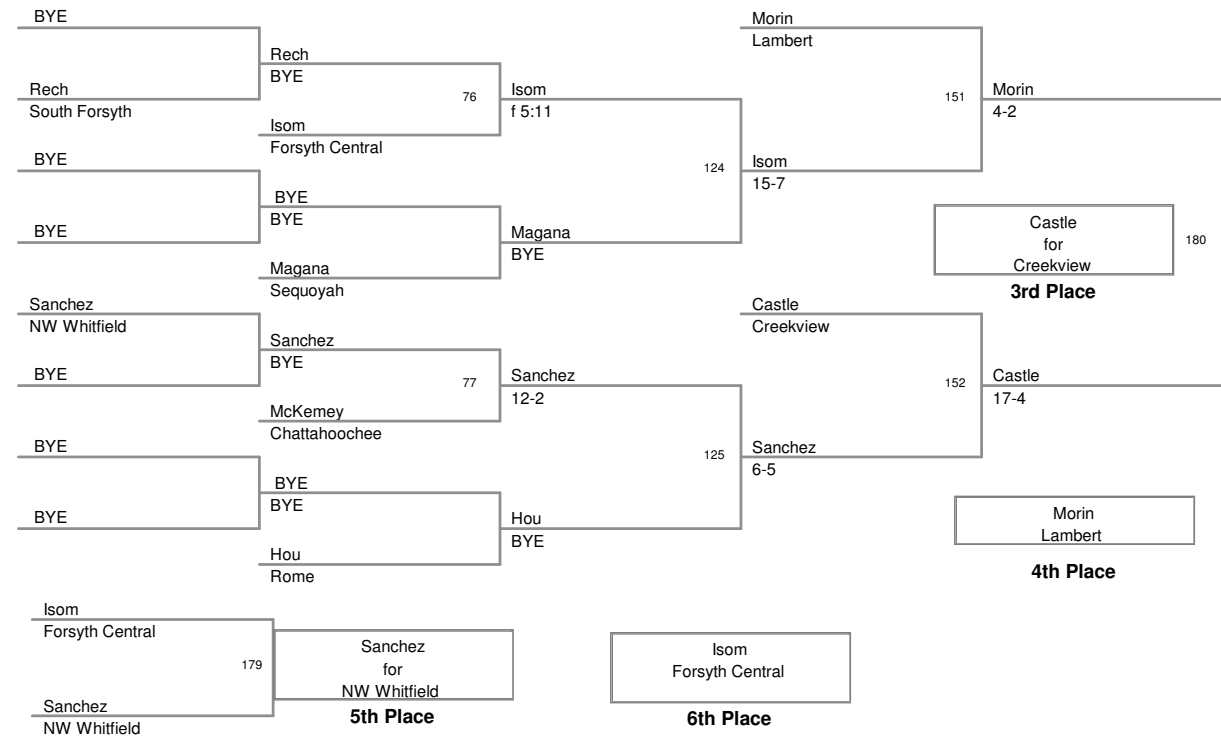 BYE
Rech
South Forsyth
BYE
BYE
Sanchez
NW Whitfield
BYE
BYE
BYE
Rech
BYE
76
Isom
Forsyth Central
BYE
BYE
Magana
Sequoyah
Sanchez
BYE
77
McKemey
Chattahoochee
BYE
BYE
Hou
Rome
Isom
f 5:11
124
Magana
BYE
Sanchez
12-2
125
Hou
BYE
Morin
Lambert
151
Isom
15-7
Castle
Creekview
152
Sanchez
6-5
Morin
4-2
Castle
for
Creekview
180
3rd Place
Castle
17-4
Morin
Lambert
4th Place
Isom
Forsyth Central
179
Sanchez
NW Whitfield
Sanchez
for
NW Whitfield
5th Place
Isom
Forsyth Central
6th Place